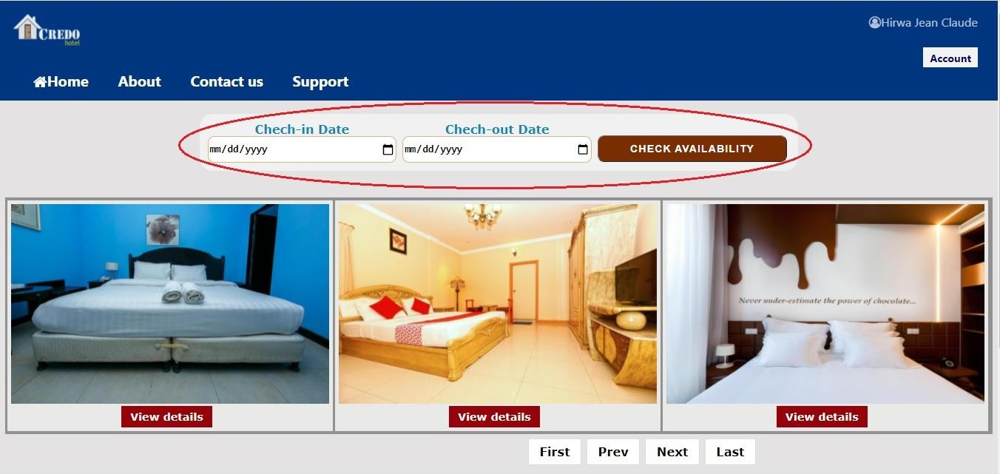 CREDO
hotel
Hirwa Jean Claude
Account
Home About Contact us Support
Chech-in Date Chech-out Date
mm/dd/yyyy mm/dd/yyyy CHECK AVAILABILITY
Never under-estimate the power of chocolate...
View details View details View details
First Prev Next Last